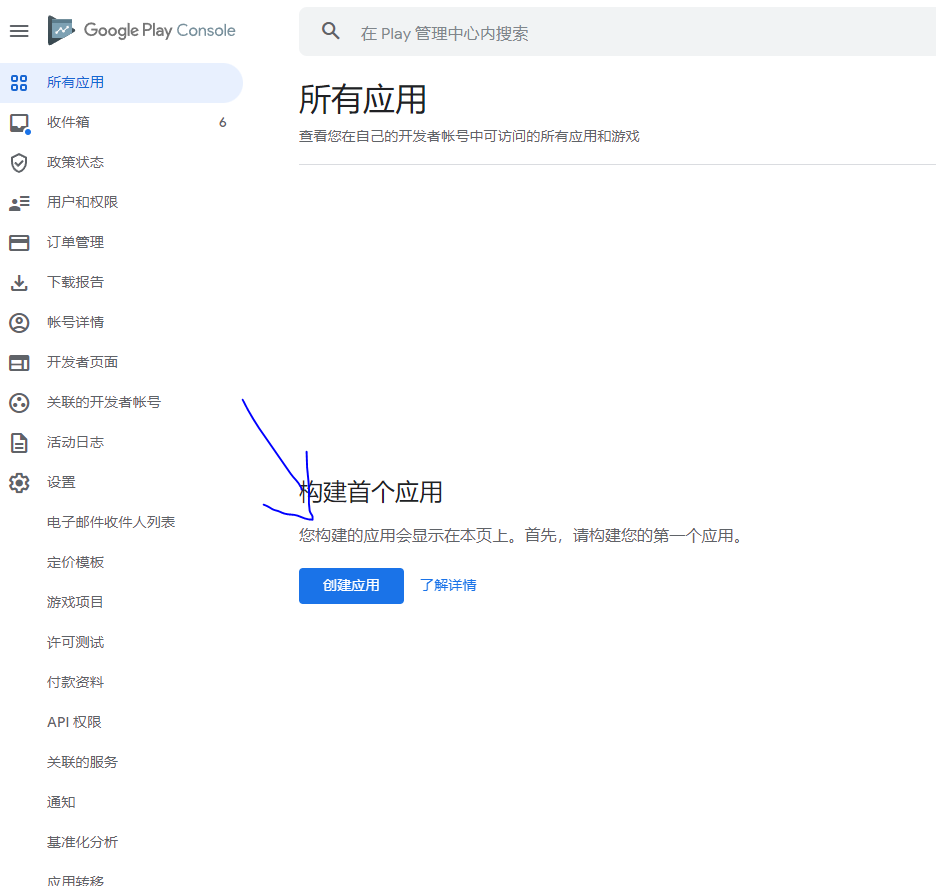 Google Play Console
在 Play 管理中心内搜索
所有应用
收件箱 6
政策状态
用户和权限
订单管理
下载报告
帐号详情
开发者页面
关联的开发者帐号
活动日志
设置
电子邮件收件人列表
定价模板
游戏项目
许可测试
付款资料
API 权限
关联的服务
通知
基准化分析
应用转移
所有应用
查看您在自己的开发者帐号中可访问的所有应用和游戏
构建首个应用
您构建的应用会显示在本页上。首先，请构建您的第一个应用。
创建应用 了解详情